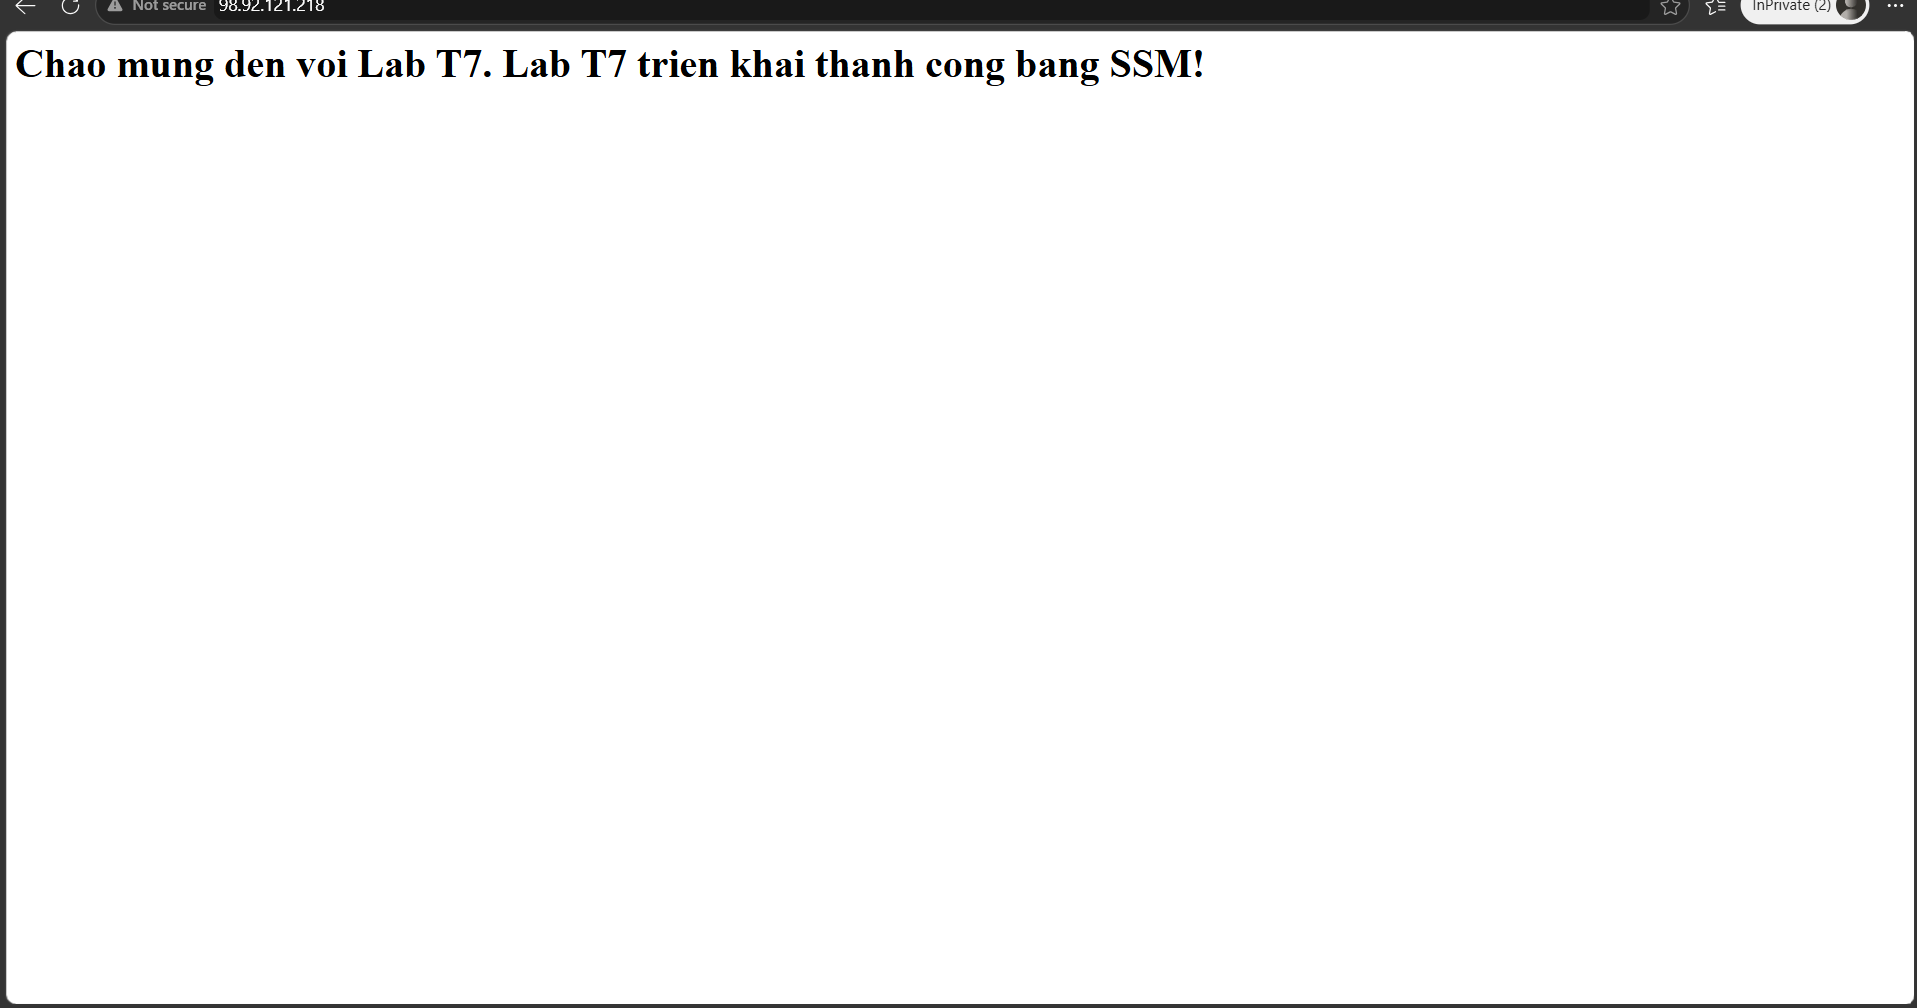 Not secure 98.92.121.218 InPrivate (2)
Chao mung den voi Lab T7. Lab T7 trien khai thanh cong bang SSM!